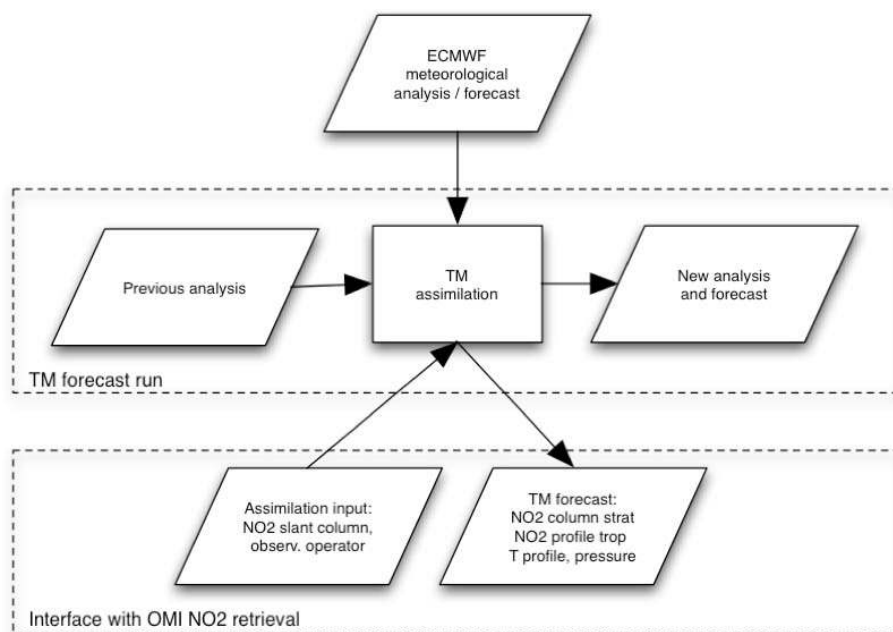 ECMWF
meteorological
analysis / forecast
Previous analysis
TM
assimilation
New analysis
and forecast
TM forecast run
Assimilation input:
NO2 slant column,
observ. operator
TM forecast:
NO2 column strat
NO2 profile trop
T profile, pressure
Interface with OMI NO2 retrieval